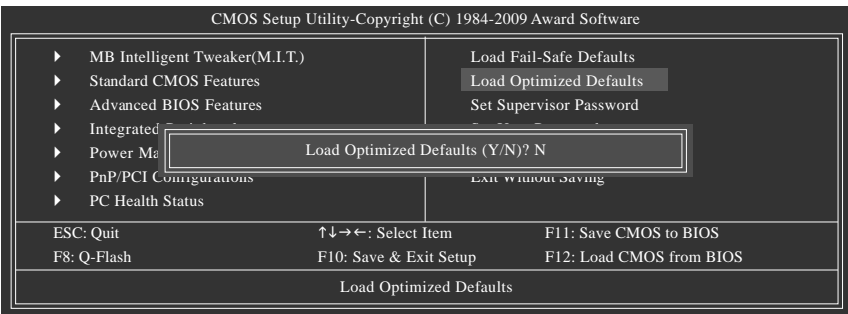 CMOS Setup Utility-Copyright (C) 1984-2009 Award Software
MB Intelligent Tweaker(M.I.T.)
Standard CMOS Features
Advanced BIOS Features
Integrated
Power Ma
PnP/PCI Configurations
PC Health Status
Load Fail-Safe Defaults
Load Optimized Defaults
Set Supervisor Password
Exit Without Saving
Load Optimized Defaults (Y/N)? N
ESC: Quit
↑↓→←: Select Item
F11: Save CMOS to BIOS
F8: Q-Flash
F10: Save & Exit Setup
F12: Load CMOS from BIOS
Load Optimized Defaults